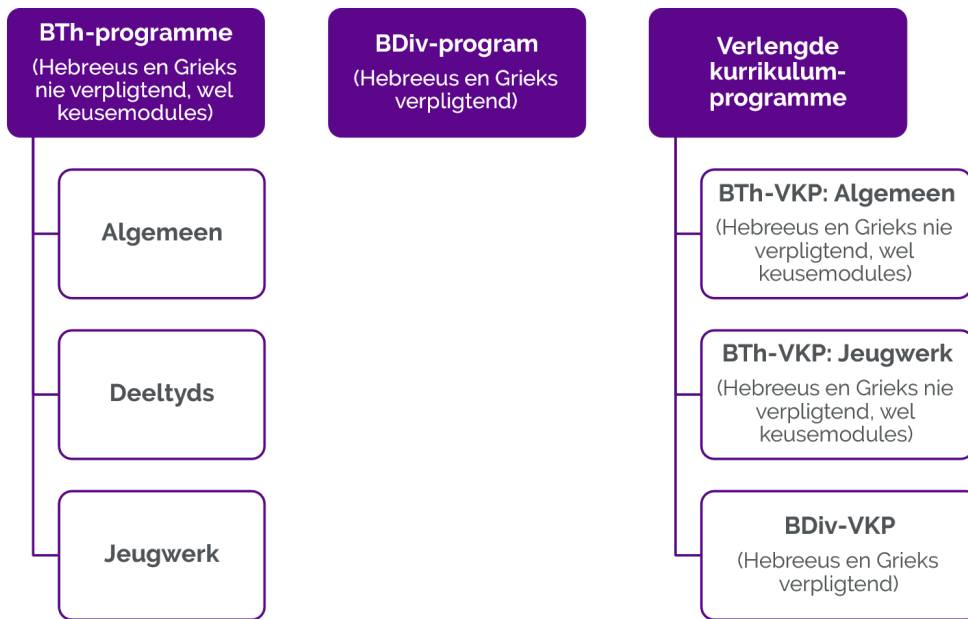 BTh-programme
(Hebreeus en Grieks
nie verpligtend, wel
keusemodules)
Algemeen
Deeltyds
Jeugwerk
BDiv-program
(Hebreeus en Grieks
verpligtend)
Verlengde
kurrikulum-
programme
BTh-VKP: Algemeen
(Hebreeus en Grieks nie
verpligtend, wel
keusemodules)
BTh-VKP: Jeugwerk
(Hebreeus en Grieks nie
verpligtend, wel
keusemodules)
BDiv-VKP
(Hebreeus en Grieks
verpligtend)